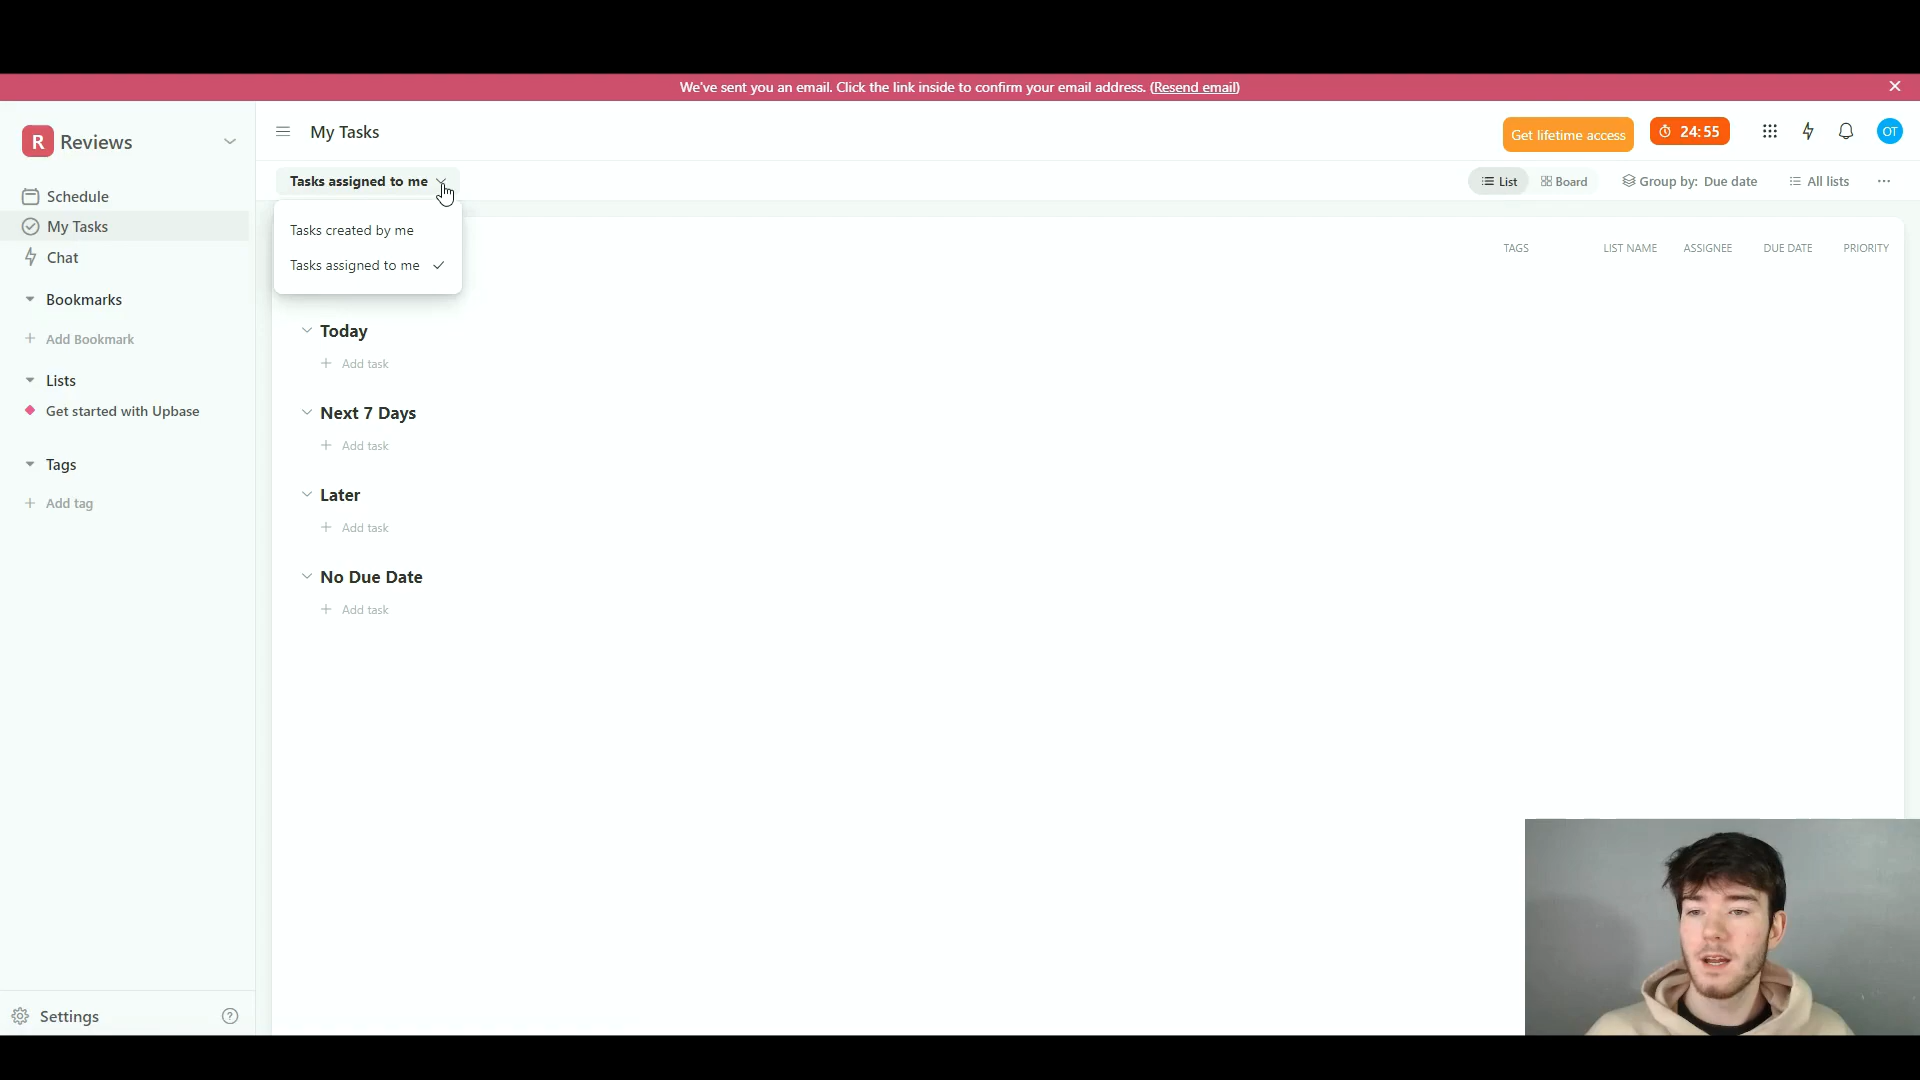 We've sent you an email. Click the link inside to confirm your email address. (Resend email)
R Reviews
My Tasks
Get lifetime access
24:55
OT
Schedule
My Tasks
Chat
Bookmarks
Add Bookmark
Lists
Get started with Upbase
Tags
Add tag
Settings
Tasks assigned to me
List
Board
Group by: Due date
All lists
Tasks created by me
Tasks assigned to me
TAGS
LIST NAME
ASSIGNEE
DUE DATE
PRIORITY
Today
Add task
Next 7 Days
Add task
Later
Add task
No Due Date
Add task